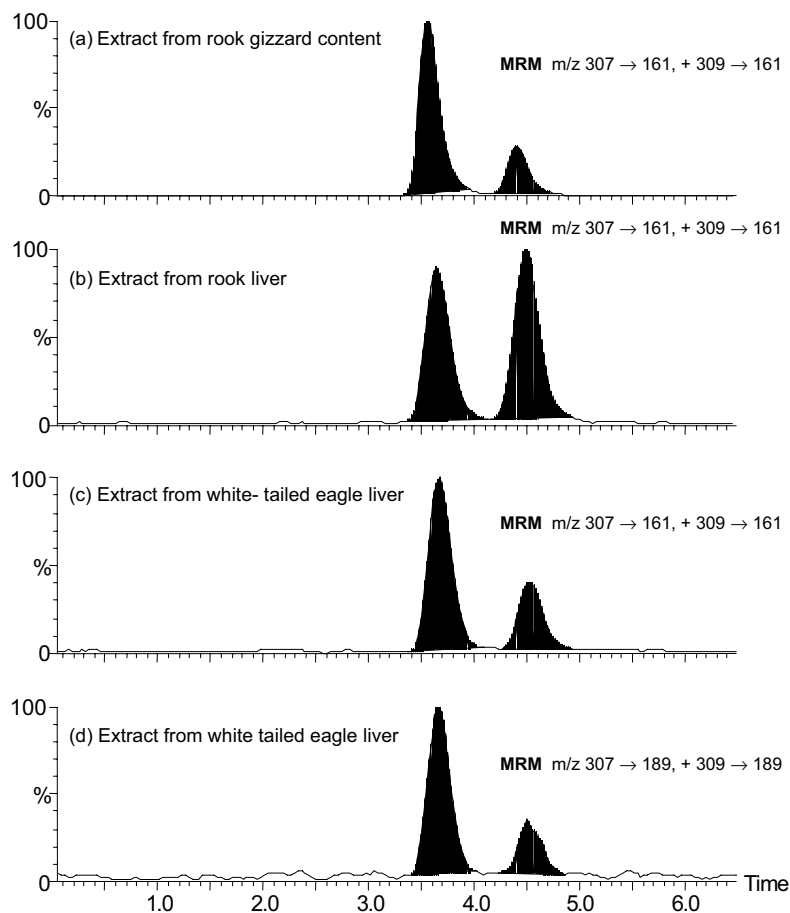 100
(a) Extract from rook gizzard content
MRM m/z 307 → 161, + 309 → 161
%
0
MRM m/z 307 → 161, + 309 → 161
100
(b) Extract from rook liver
%
0
100
(c) Extract from white- tailed eagle liver
MRM m/z 307 → 161, + 309 → 161
%
0
100
(d) Extract from white tailed eagle liver
MRM m/z 307 → 189, + 309 → 189
%
0
Time
1.0 2.0 3.0 4.0 5.0 6.0